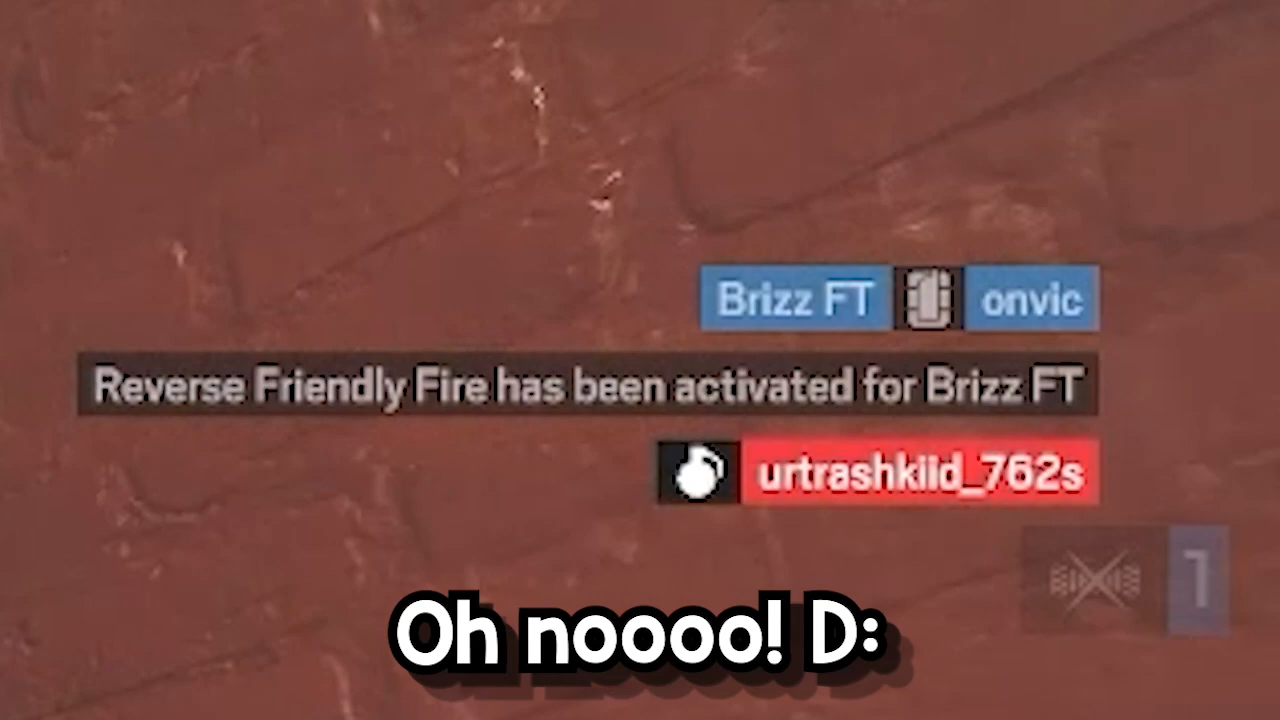 Brizz FT onvic
Reverse Friendly Fire has been activated for Brizz FT
urtrashkiid_762s
1
Oh noooo! D: